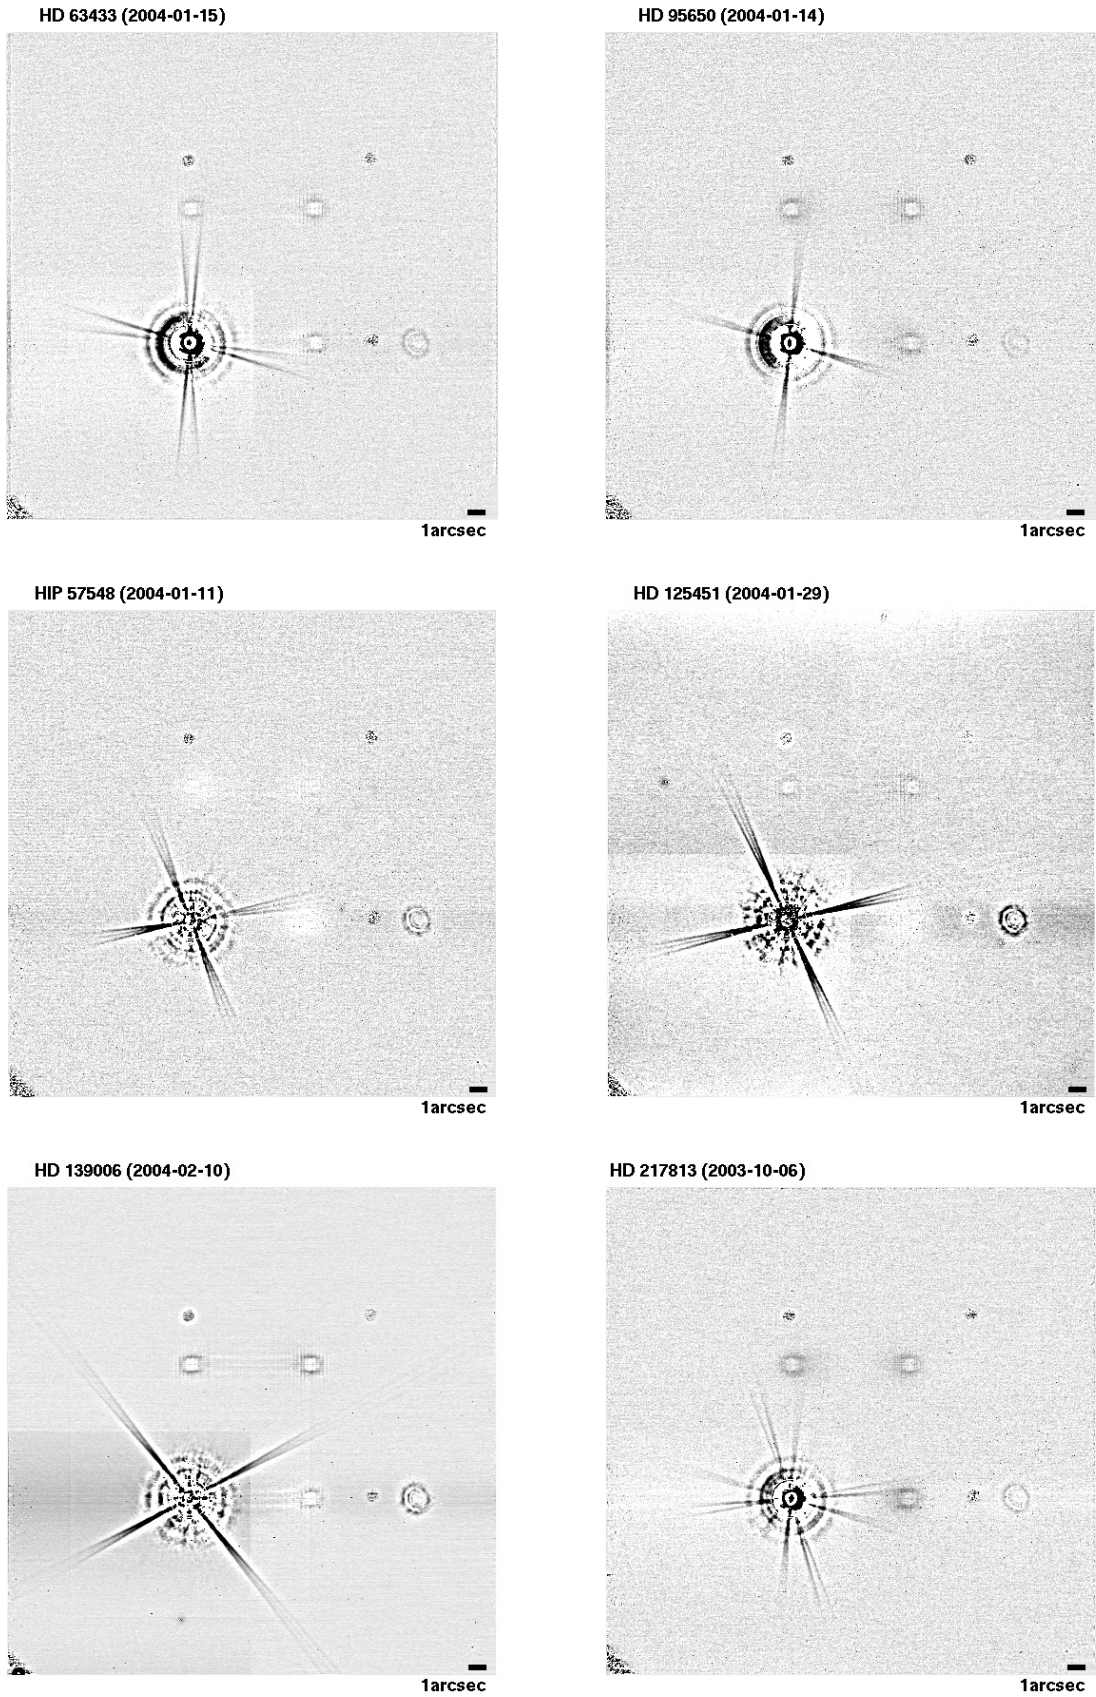 HD 63433 (2004-01-15)
HD 95650 (2004-01-14)
1arcsec
1arcsec
HIP 57548 (2004-01-11)
HD 125451 (2004-01-29)
1arcsec
1arcsec
HD 139006 (2004-02-10)
HD 217813 (2003-10-06)
1arcsec
1arcsec